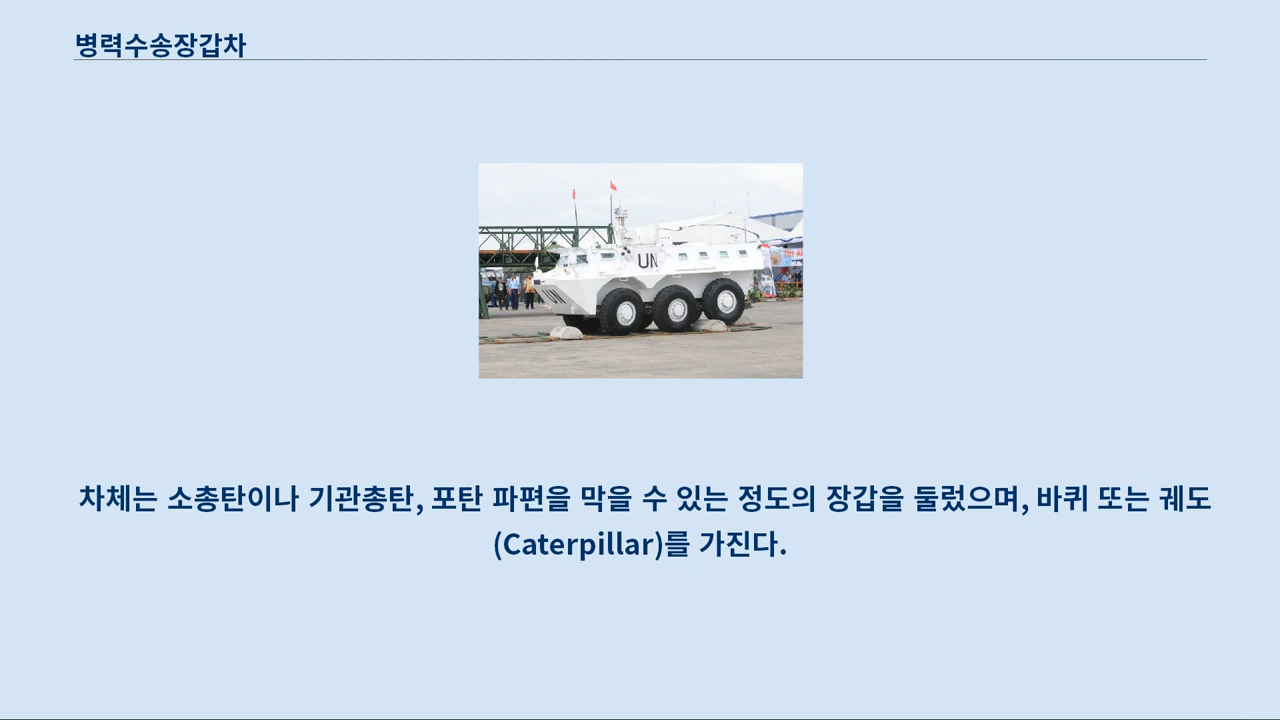 병력수송장갑차
UN
UN
차체는 소총탄이나 기관총탄, 포탄 파편을 막을 수 있는 정도의 장갑을 둘렀으며, 바퀴 또는 궤도
(Caterpillar)를 가진다.